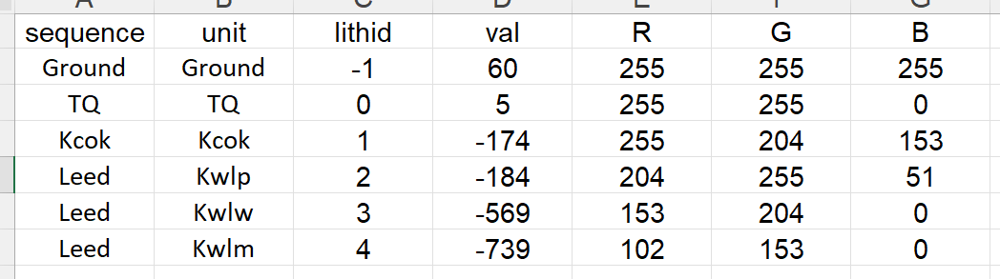 sequence unit lithid val R G B
Ground Ground -1 60 255 255 255
TQ TQ 0 5 255 255 0
Kcok Kcok 1 -174 255 204 153
Leed Kwlp 2 -184 204 255 51
Leed Kwlw 3 -569 153 204 0
Leed Kwlm 4 -739 102 153 0